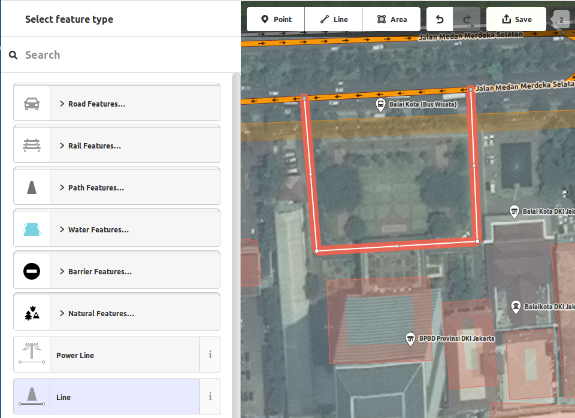 Select feature type
Point
Line
Area
Save
2
Search
Road Features...
Rail Features...
Path Features...
Water Features...
Barrier Features...
Natural Features...
Power Line
i
Line
i
Jalan Medan Merdeka Selatan
Jalan Medan Merdeka Selata
Balai Kota (Bus Wisata)
Balai Kota DKI Jak
Balaikota DKI Jak
BPBD Provinsi DKI Jakarta